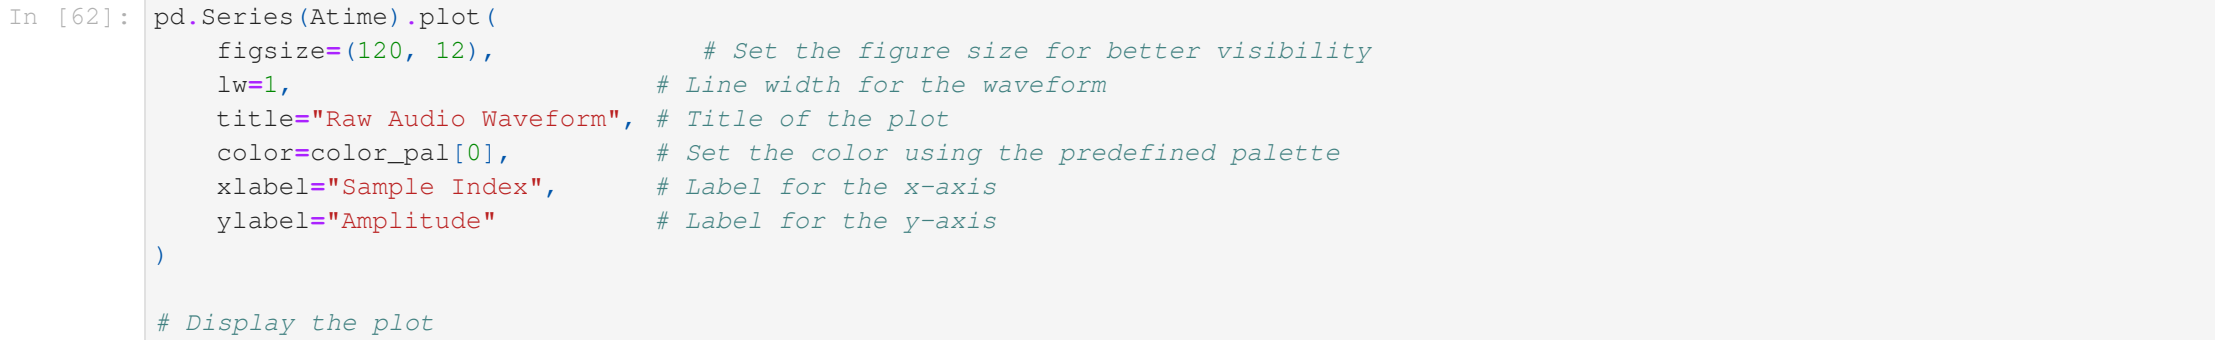 In [62]: pd.Series(Atime).plot(
    figsize=(120, 12),             # Set the figure size for better visibility
    lw=1,                       # Line width for the waveform
    title="Raw Audio Waveform", # Title of the plot
    color=color_pal[0],         # Set the color using the predefined palette
    xlabel="Sample Index",      # Label for the x-axis
    ylabel="Amplitude"          # Label for the y-axis
)

# Display the plot